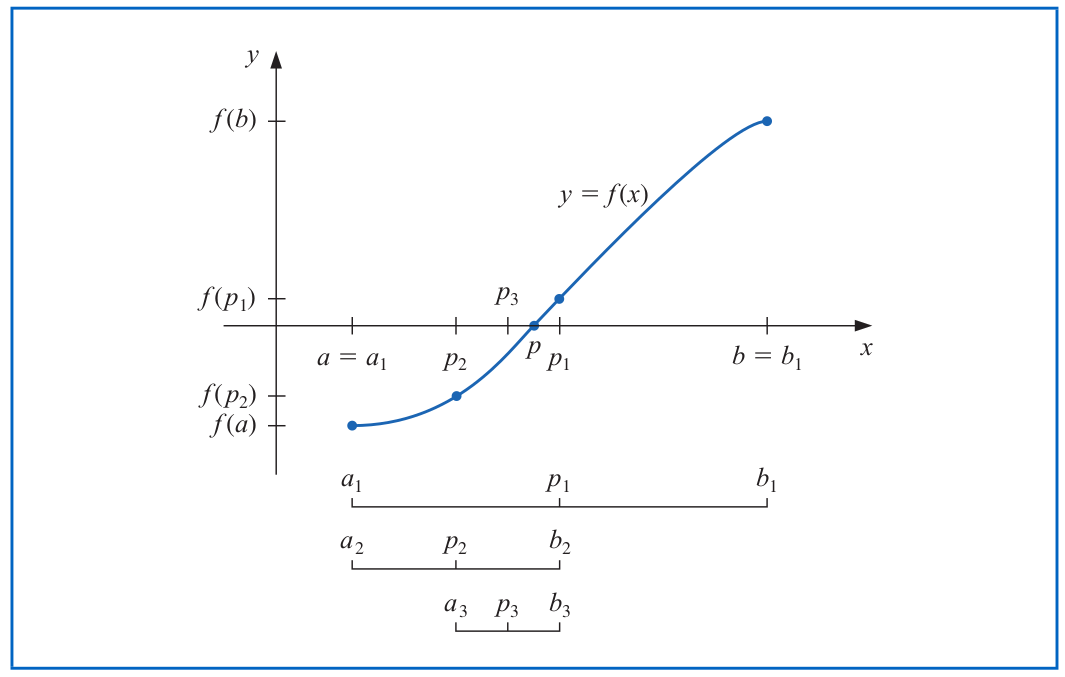 y
f(b)
y = f(x)
f(p₁)
p₃
a = a₁
p₂
p
p₁
b = b₁
x
f(p₂)
f(a)
a₁ p₁ b₁
a₂ p₂ b₂
a₃ p₃ b₃